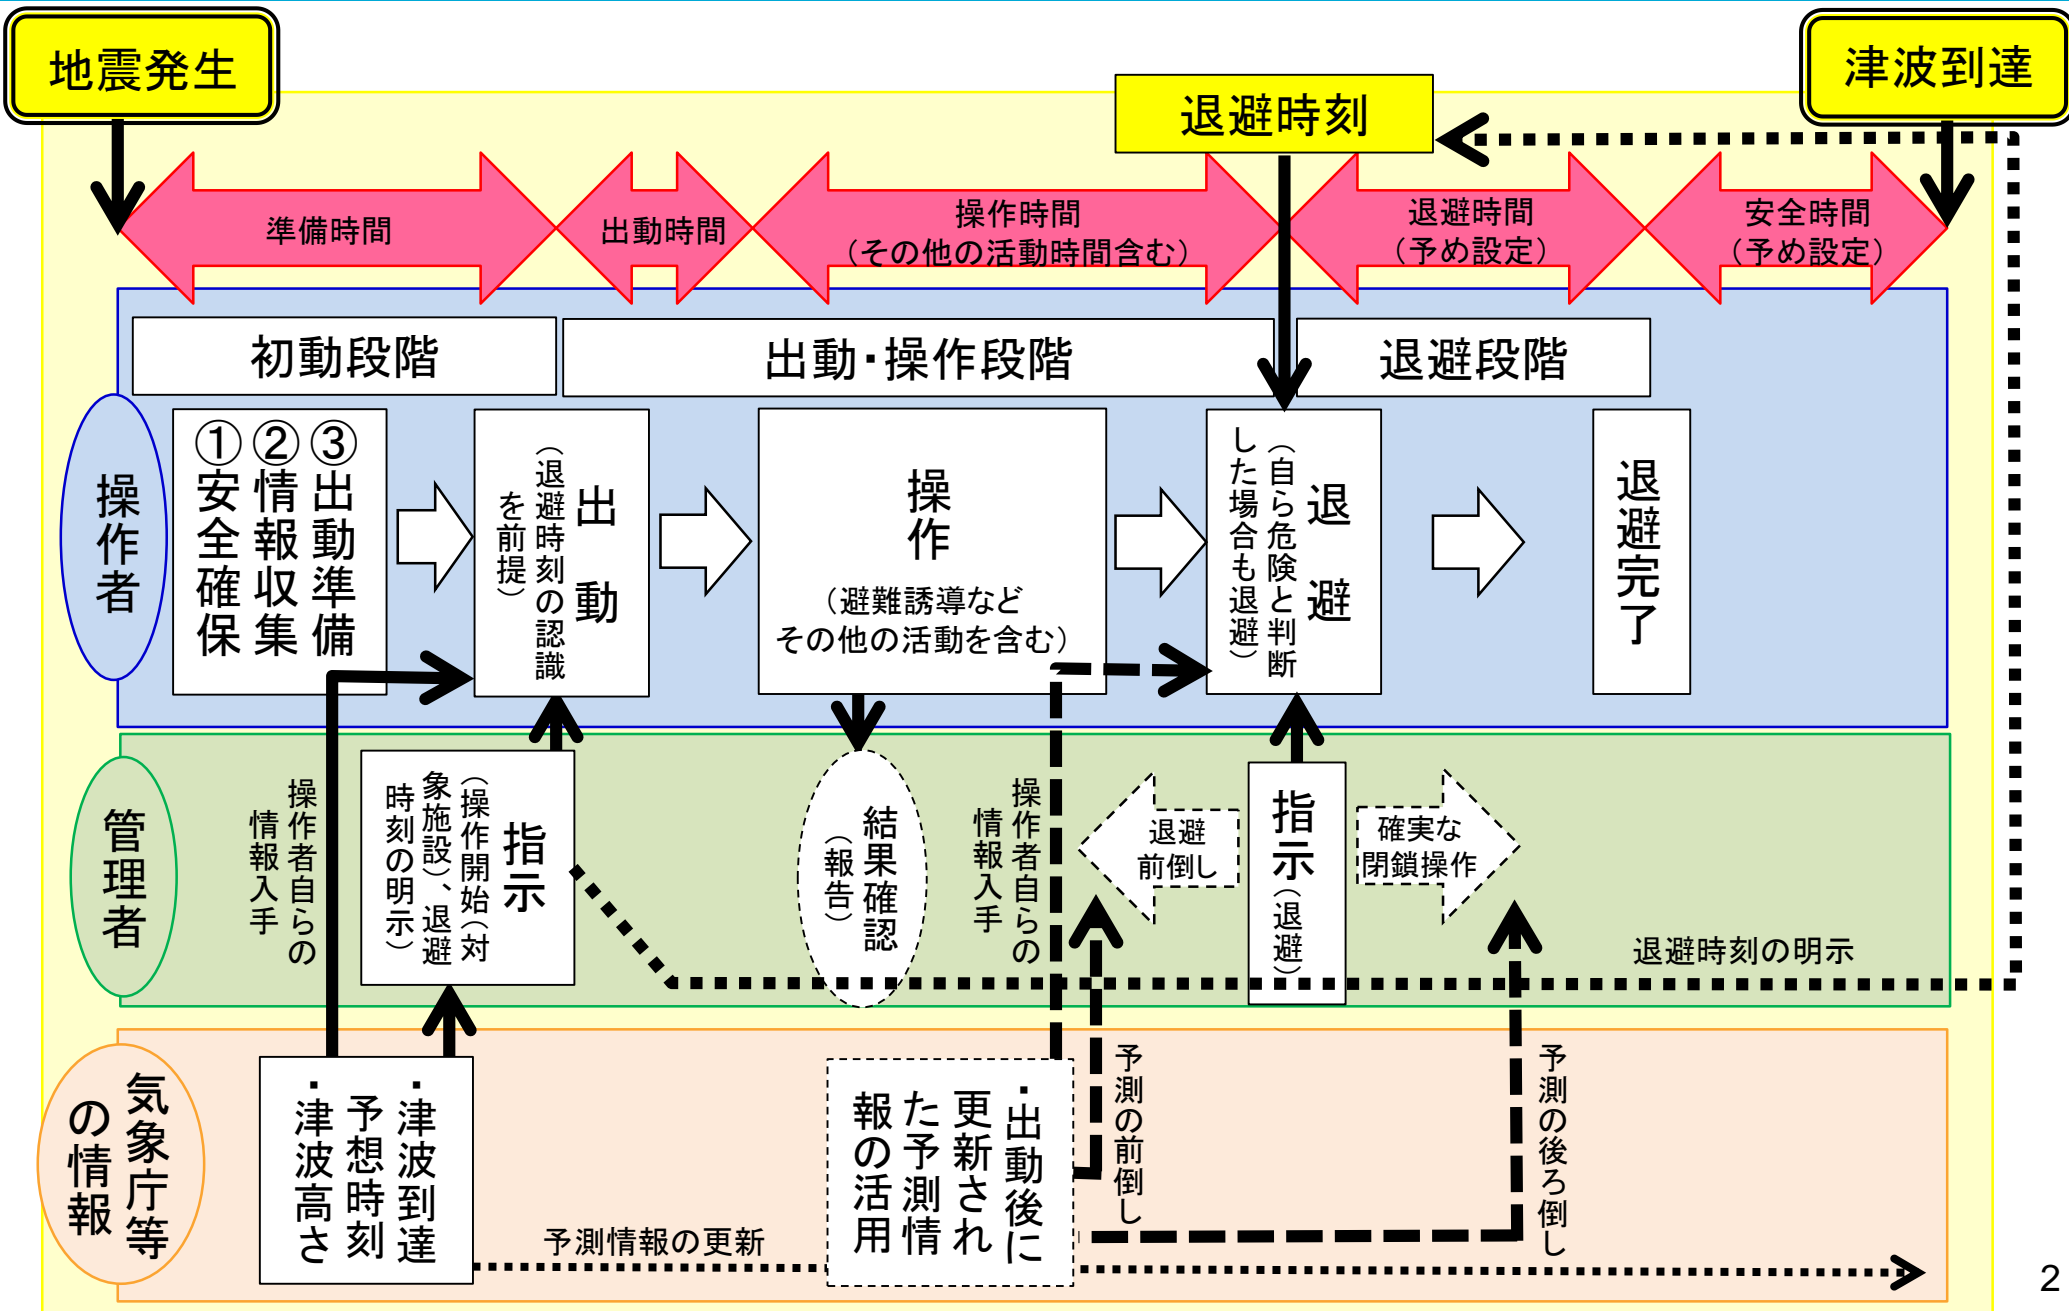 地震発生
津波到達
退避時刻
準備時間
出動時間
操作時間
（その他の活動時間含む）
退避時間
（予め設定）
安全時間
（予め設定）
初動段階
出動・操作段階
退避段階
操作者
①安全確保
②情報収集
③出動準備
出動
（退避時刻の認識
を前提）
操作
（避難誘導など
その他の活動を含む）
退避
（自ら危険と判断
した場合も退避）
退避完了
管理者
操作者自らの
情報入手
指示
（操作開始（対
象施設）、退避
時刻の明示）
結果確認
（報告）
操作者自らの
情報入手
退避
前倒し
指示（退避）
確実な
閉鎖操作
退避時刻の明示
気象庁等
の情報
・津波到達
予想時刻
・津波高さ
予測情報の更新
・出動後に
更新され
た予測情
報の活用
予測の前倒し
予測の後ろ倒し
2